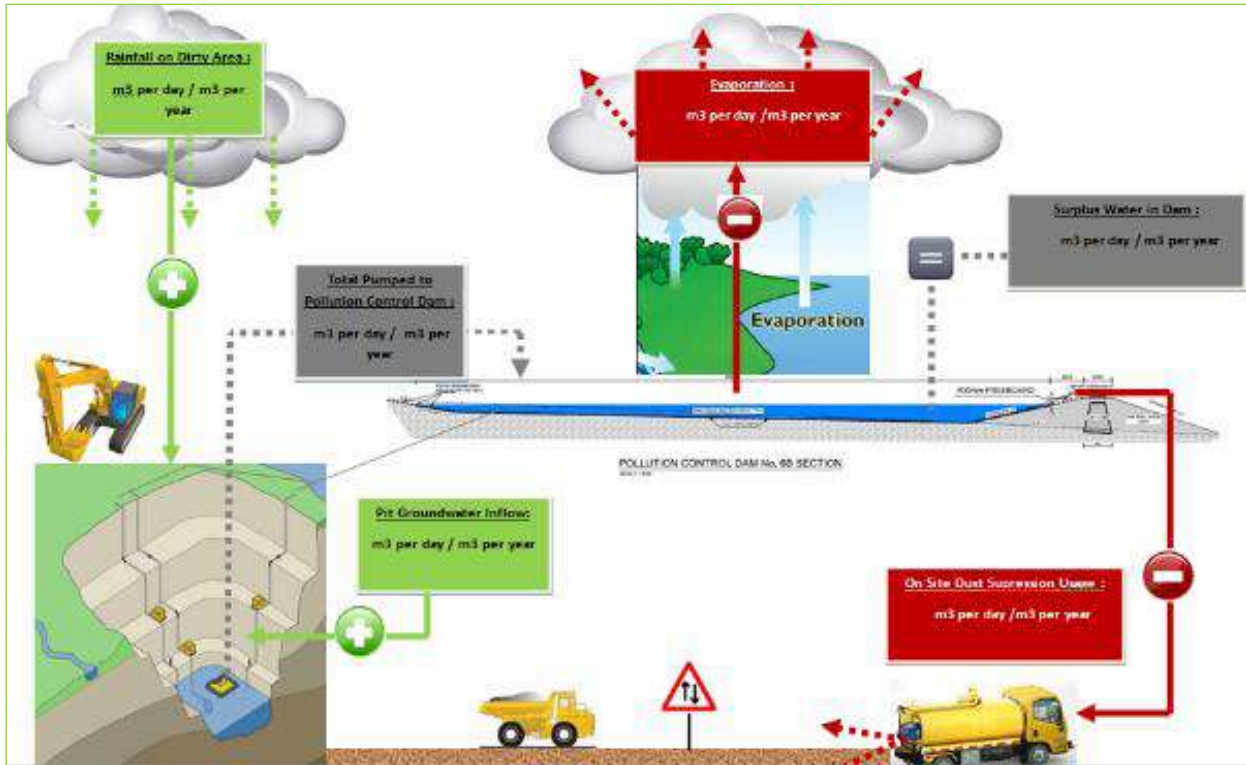 Rainfall on Dirty Area :
m3 per day / m3 per
year
Evaporation :
m3 per day /m3 per year
Surplus Water in Dam :
m3 per day / m3 per year
Total Pumped to
Pollution Control Dam :
m3 per day / m3 per
year
Evaporation
POLLUTION CONTROL DAM No. 6B SECTION
Pit Groundwater Inflow:
m3 per day / m3 per year
On Site Dust Supression Usage :
m3 per day /m3 per year